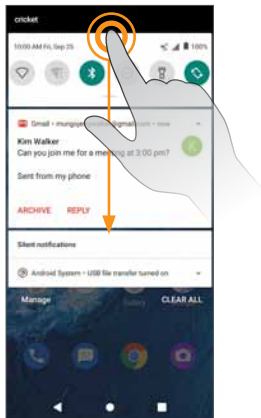 cricket
10:00 AM Fri, Sep 25
100%
Gmail • now
Kim Walker
Can you join me for a meeting at 3:00 pm?
K
Sent from my phone
ARCHIVE REPLY
Silent notifications
Android System • USB file transfer turned on
Manage CLEAR ALL